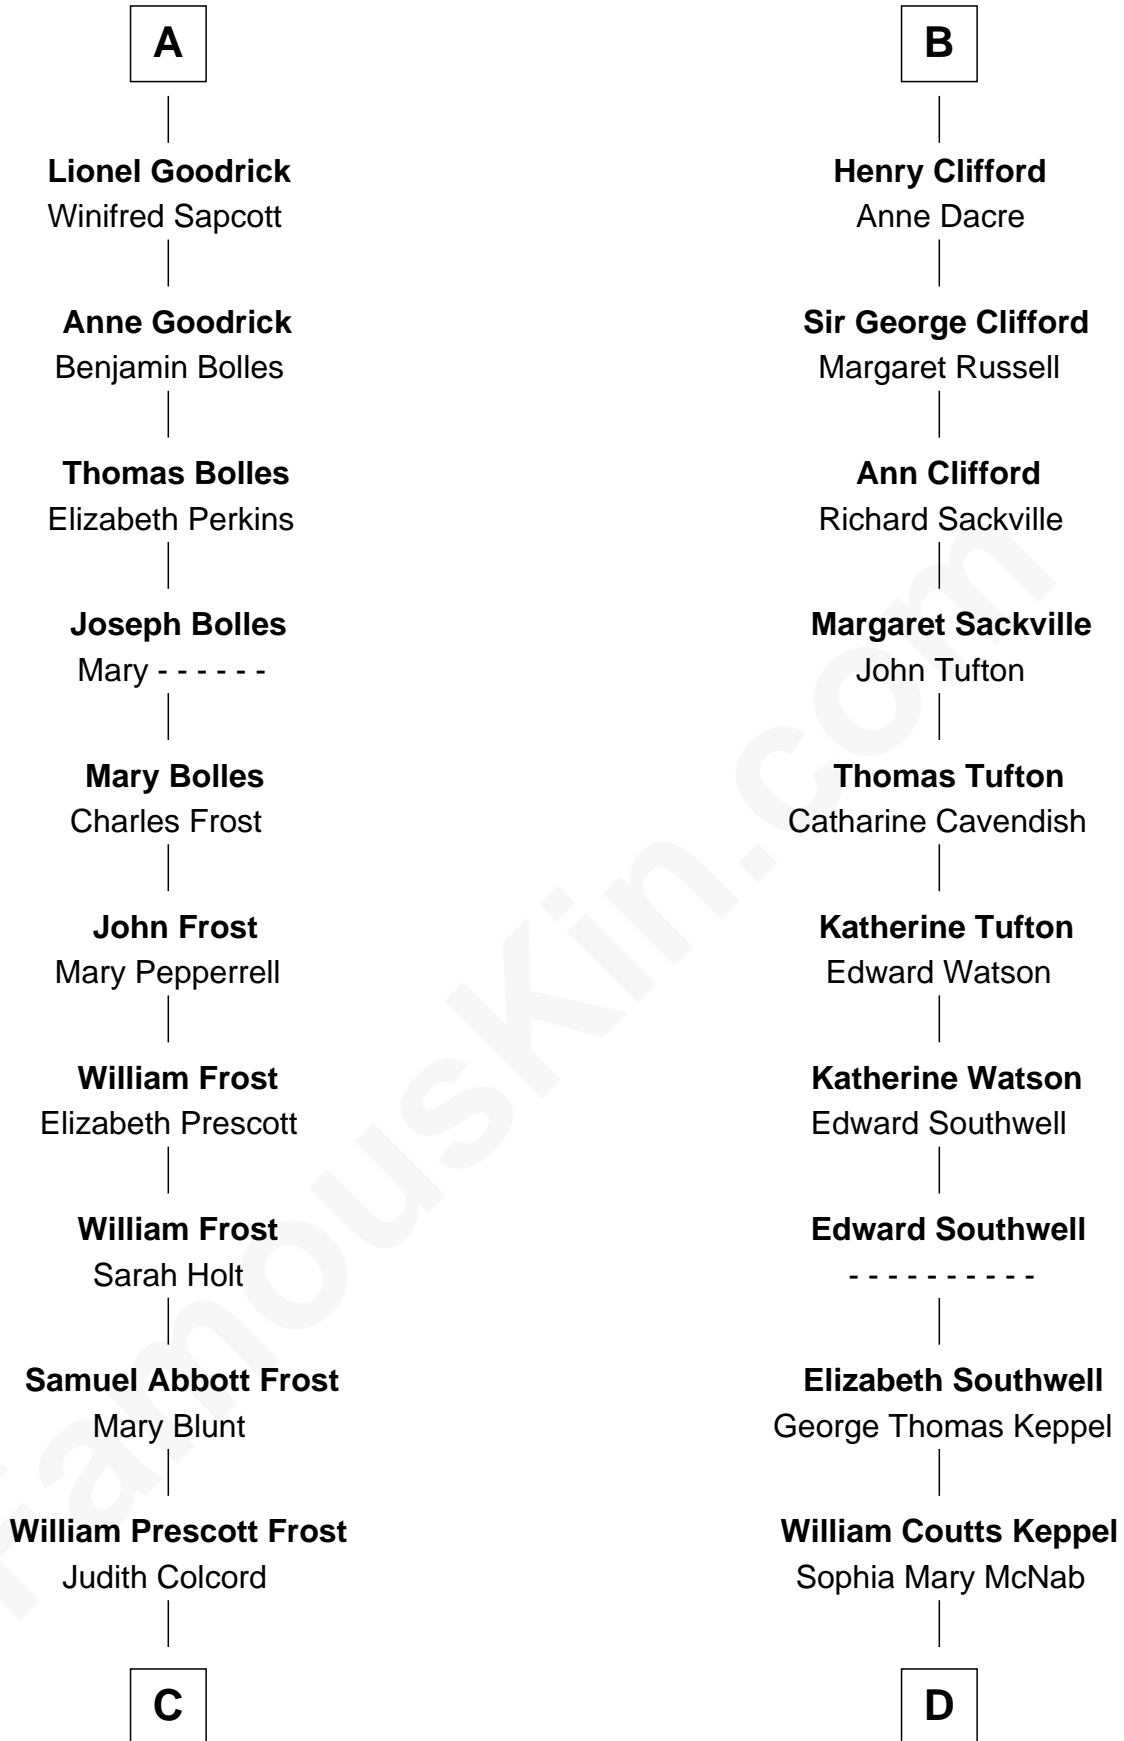 A
Lionel Goodrick
Winifred Sapcott
Anne Goodrick
Benjamin Bolles
Thomas Bolles
Elizabeth Perkins
Joseph Bolles
Mary - - - - - -
Mary Bolles
Charles Frost
John Frost
Mary Pepperrell
William Frost
Elizabeth Prescott
William Frost
Sarah Holt
Samuel Abbott Frost
Mary Blunt
William Prescott Frost
Judith Colcord
C
B
Henry Clifford
Anne Dacre
Sir George Clifford
Margaret Russell
Ann Clifford
Richard Sackville
Margaret Sackville
John Tufton
Thomas Tufton
Catharine Cavendish
Katherine Tufton
Edward Watson
Katherine Watson
Edward Southwell
Edward Southwell
- - - - - - - - - -
Elizabeth Southwell
George Thomas Keppel
William Coutts Keppel
Sophia Mary McNab
D
FamousKin.com